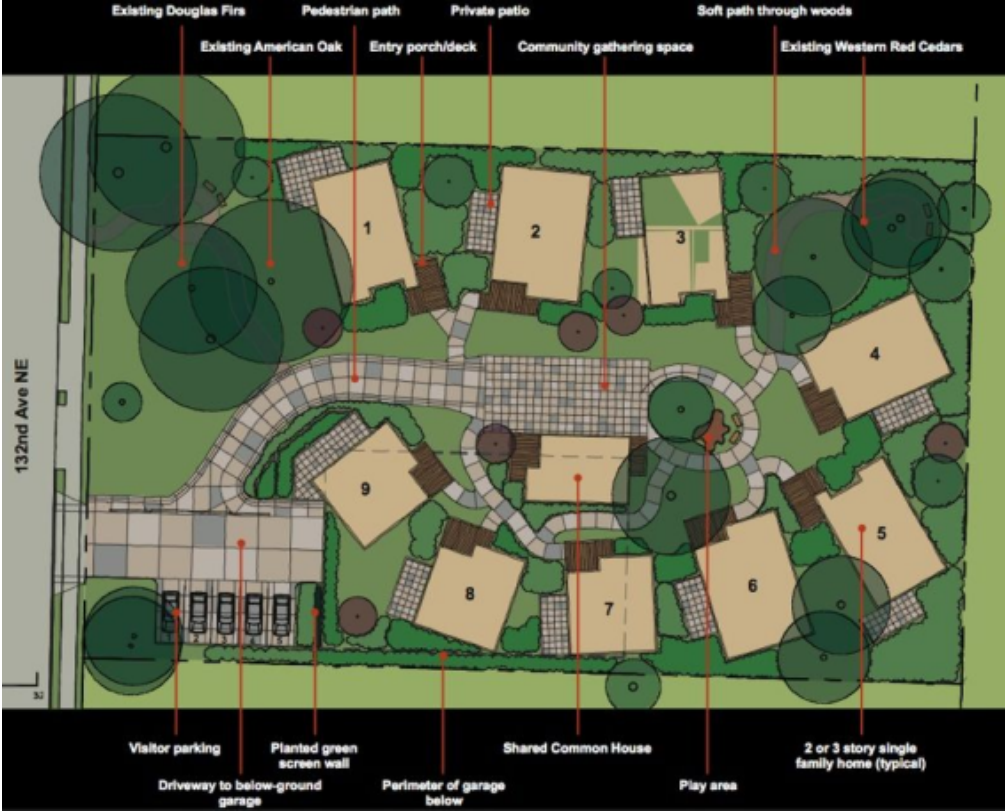 Existing Douglas Firs
Pedestrian path
Private patio
Soft path through woods
Existing American Oak
Entry porch/deck
Community gathering space
Existing Western Red Cedars
1
2
3
4
132nd Ave NE
9
5
6
8
7
Visitor parking
Planted green
screen wall
Shared Common House
2 or 3 story single
family home (typical)
Driveway to below-ground
garage
Perimeter of garage
below
Play area